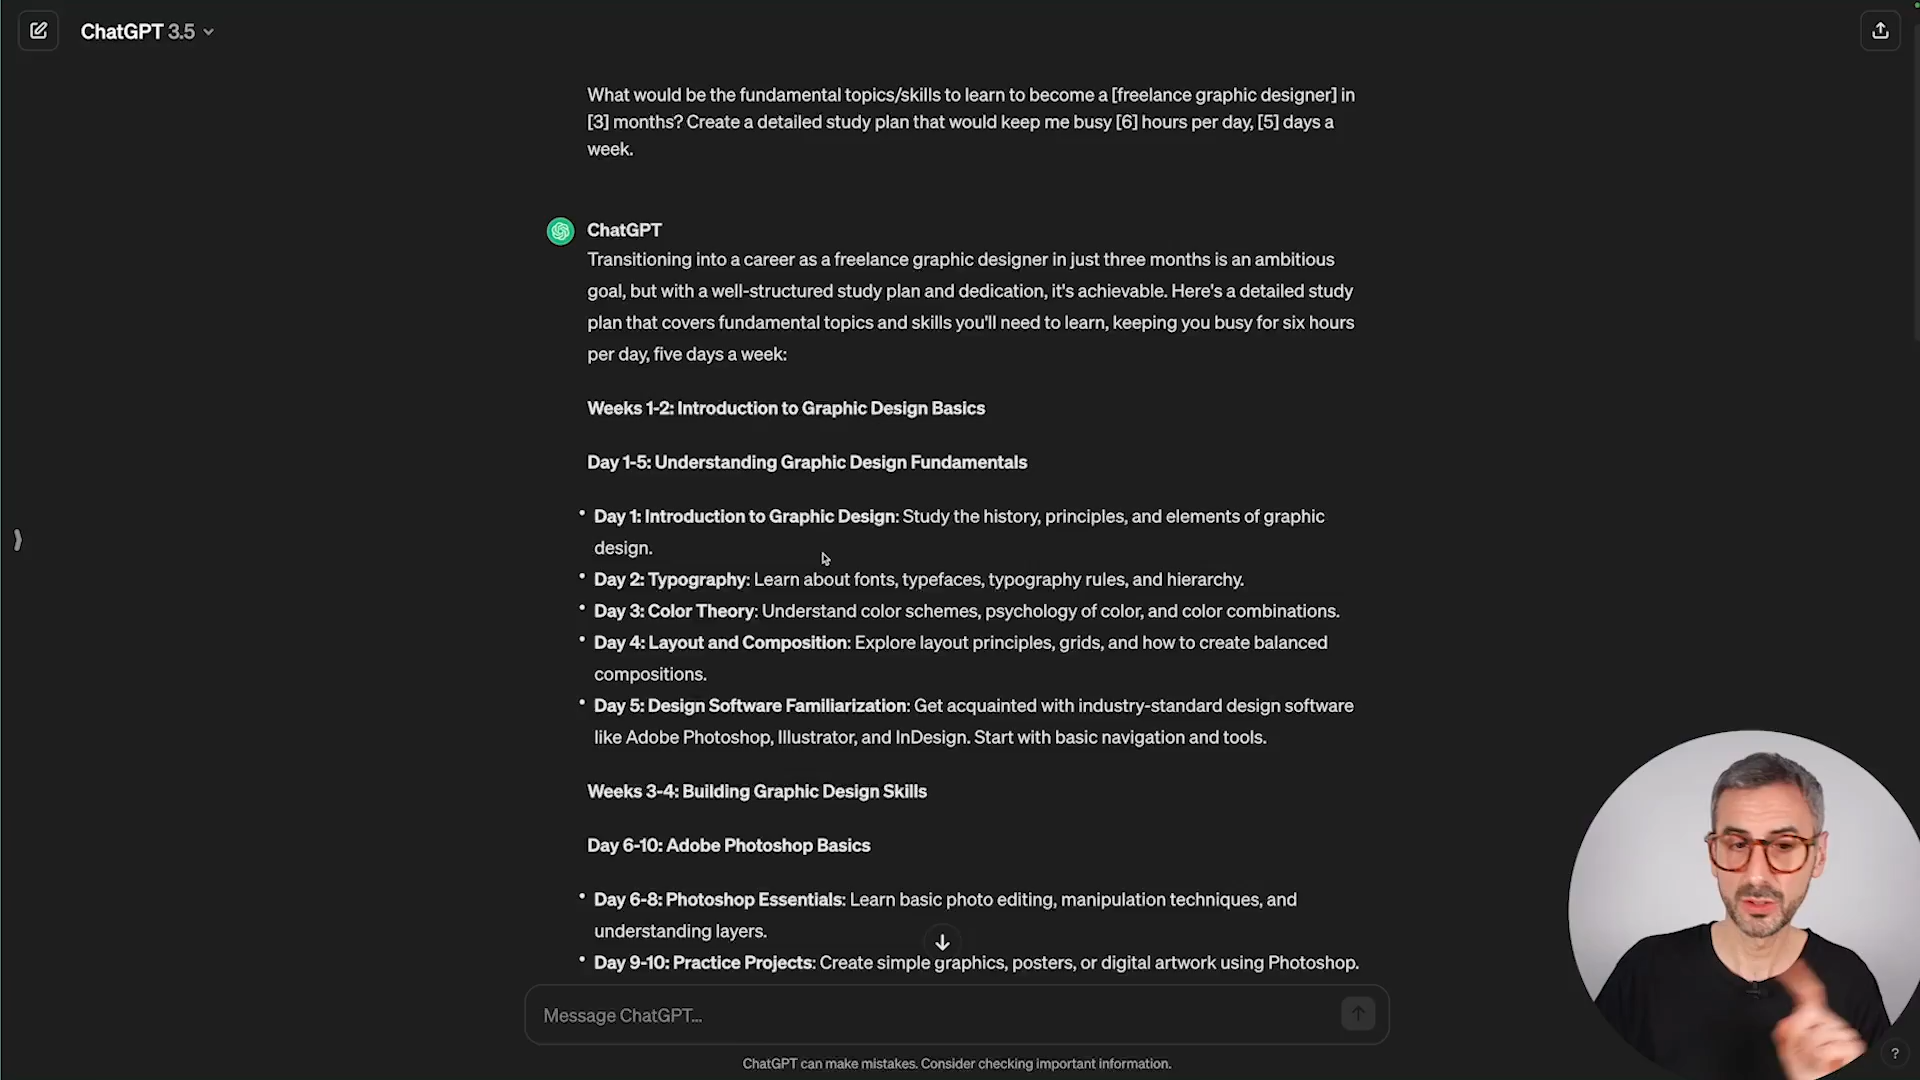 ChatGPT 3.5
What would be the fundamental topics/skills to learn to become a [freelance graphic designer] in
[3] months? Create a detailed study plan that would keep me busy [6] hours per day, [5] days a
week.
ChatGPT
Transitioning into a career as a freelance graphic designer in just three months is an ambitious
goal, but with a well-structured study plan and dedication, it's achievable. Here's a detailed study
plan that covers fundamental topics and skills you'll need to learn, keeping you busy for six hours
per day, five days a week:
Weeks 1-2: Introduction to Graphic Design Basics
Day 1-5: Understanding Graphic Design Fundamentals
• Day 1: Introduction to Graphic Design: Study the history, principles, and elements of graphic
design.
• Day 2: Typography: Learn about fonts, typefaces, typography rules, and hierarchy.
• Day 3: Color Theory: Understand color schemes, psychology of color, and color combinations.
• Day 4: Layout and Composition: Explore layout principles, grids, and how to create balanced
compositions.
• Day 5: Design Software Familiarization: Get acquainted with industry-standard design software
like Adobe Photoshop, Illustrator, and InDesign. Start with basic navigation and tools.
Weeks 3-4: Building Graphic Design Skills
Day 6-10: Adobe Photoshop Basics
• Day 6-8: Photoshop Essentials: Learn basic photo editing, manipulation techniques, and
understanding layers.
• Day 9-10: Practice Projects: Create simple graphics, posters, or digital artwork using Photoshop.
Message ChatGPT...
ChatGPT can make mistakes. Consider checking important information.
?